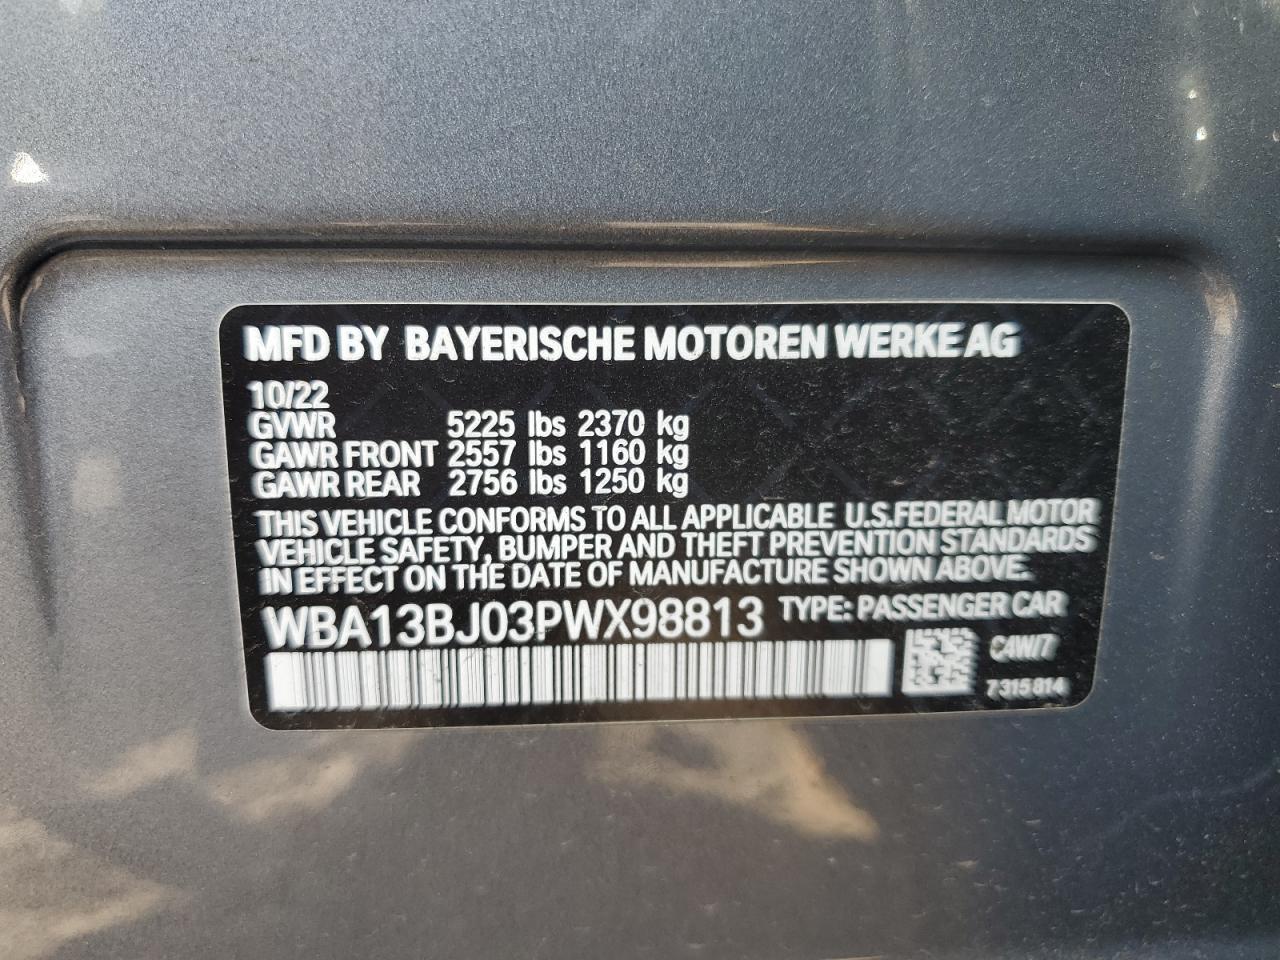 MFD BY BAYERISCHE MOTOREN WERKE AG
10/22
GVWR 5225 lbs 2370 kg
GAWR FRONT 2557 lbs 1160 kg
GAWR REAR 2756 lbs 1250 kg
THIS VEHICLE CONFORMS TO ALL APPLICABLE U.S.FEDERAL MOTOR
VEHICLE SAFETY, BUMPER AND THEFT PREVENTION STANDARDS
IN EFFECT ON THE DATE OF MANUFACTURE SHOWN ABOVE.
WBA13BJ03PWX98813 TYPE: PASSENGER CAR
C4W/7
7315814